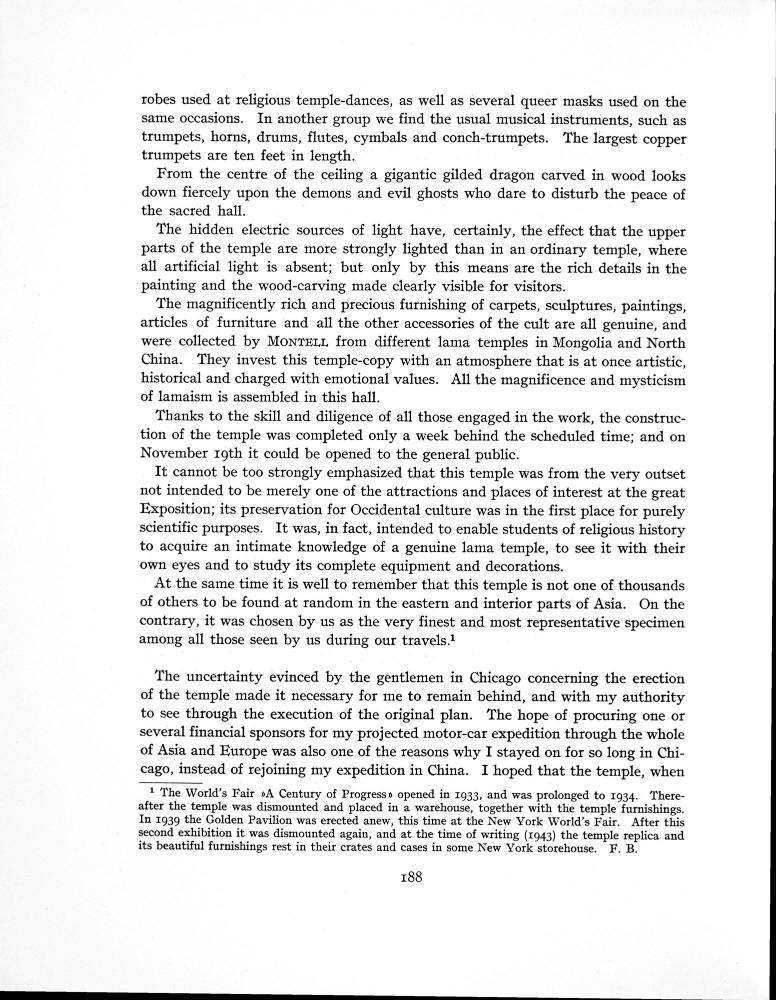 robes used at religious temple-dances, as well as several queer masks used on the
same occasions. In another group we find the usual musical instruments, such as
trumpets, horns, drums, flutes, cymbals and conch-trumpets. The largest copper
trumpets are ten feet in length.
From the centre of the ceiling a gigantic gilded dragon carved in wood looks
down fiercely upon the demons and evil ghosts who dare to disturb the peace of
the sacred hall.
The hidden electric sources of light have, certainly, the effect that the upper
parts of the temple are more strongly lighted than in an ordinary temple, where
all artificial light is absent; but only by this means are the rich details in the
painting and the wood-carving made clearly visible for visitors.
The magnificently rich and precious furnishing of carpets, sculptures, paintings,
articles of furniture and all the other accessories of the cult are all genuine, and
were collected by MONTELL from different lama temples in Mongolia and North
China. They invest this temple-copy with an atmosphere that is at once artistic,
historical and charged with emotional values. All the magnificence and mysticism
of lamaism is assembled in this hall.
Thanks to the skill and diligence of all those engaged in the work, the construc-
tion of the temple was completed only a week behind the scheduled time; and on
November 19th it could be opened to the general public.
It cannot be too strongly emphasized that this temple was from the very outset
not intended to be merely one of the attractions and places of interest at the great
Exposition; its preservation for Occidental culture was in the first place for purely
scientific purposes. It was, in fact, intended to enable students of religious history
to acquire an intimate knowledge of a genuine lama temple, to see it with their
own eyes and to study its complete equipment and decorations.
At the same time it is well to remember that this temple is not one of thousands
of others to be found at random in the eastern and interior parts of Asia. On the
contrary, it was chosen by us as the very finest and most representative specimen
among all those seen by us during our travels.¹
The uncertainty evinced by the gentlemen in Chicago concerning the erection
of the temple made it necessary for me to remain behind, and with my authority
to see through the execution of the original plan. The hope of procuring one or
several financial sponsors for my projected motor-car expedition through the whole
of Asia and Europe was also one of the reasons why I stayed on for so long in Chi-
cago, instead of rejoining my expedition in China. I hoped that the temple, when
¹ The World's Fair »A Century of Progress» opened in 1933, and was prolonged to 1934. There-
after the temple was dismounted and placed in a warehouse, together with the temple furnishings.
In 1939 the Golden Pavilion was erected anew, this time at the New York World's Fair. After this
second exhibition it was dismounted again, and at the time of writing (1943) the temple replica and
its beautiful furnishings rest in their crates and cases in some New York storehouse. F. B.
188